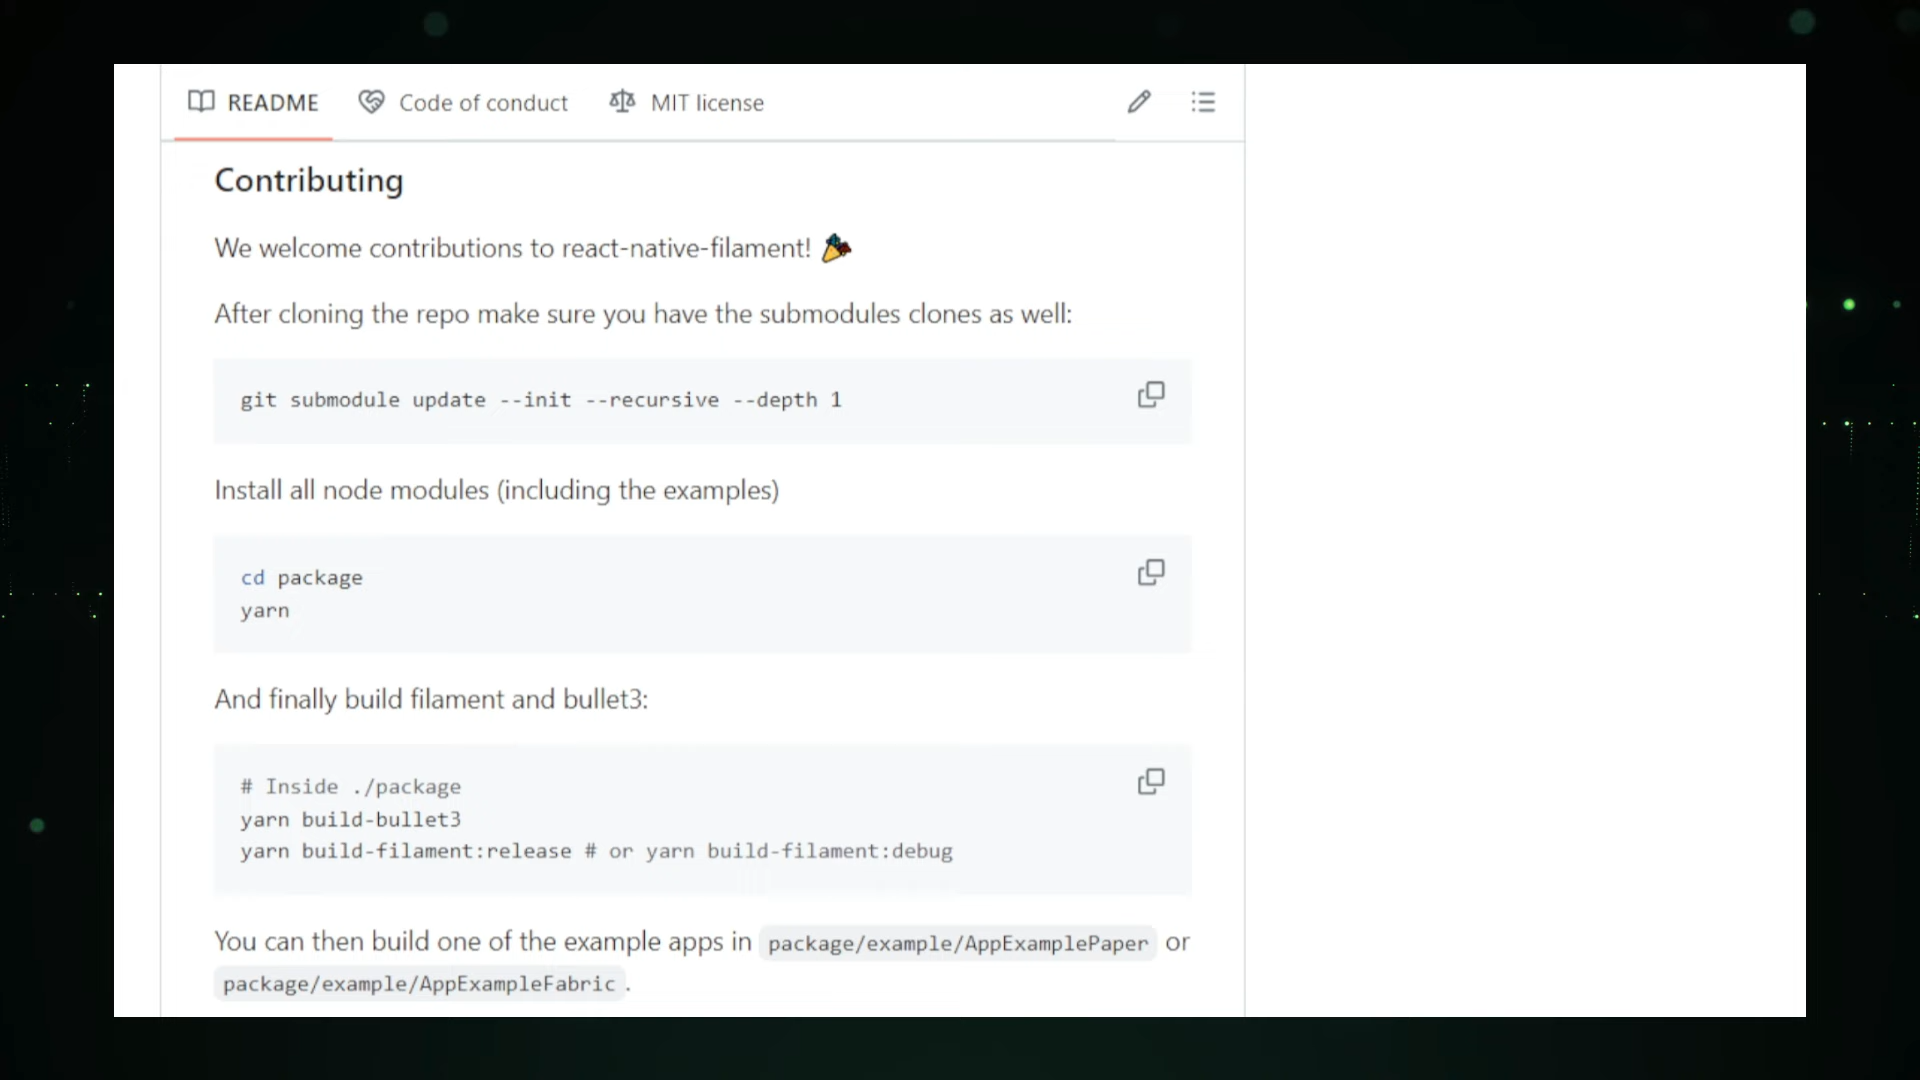 README Code of conduct MIT license
Contributing
We welcome contributions to react-native-filament! 🎉
After cloning the repo make sure you have the submodules clones as well:
git submodule update --init --recursive --depth 1
Install all node modules (including the examples)
cd package
yarn
And finally build filament and bullet3:
# Inside ./package
yarn build-bullet3
yarn build-filament:release # or yarn build-filament:debug
You can then build one of the example apps in package/example/AppExamplePaper or
package/example/AppExampleFabric.